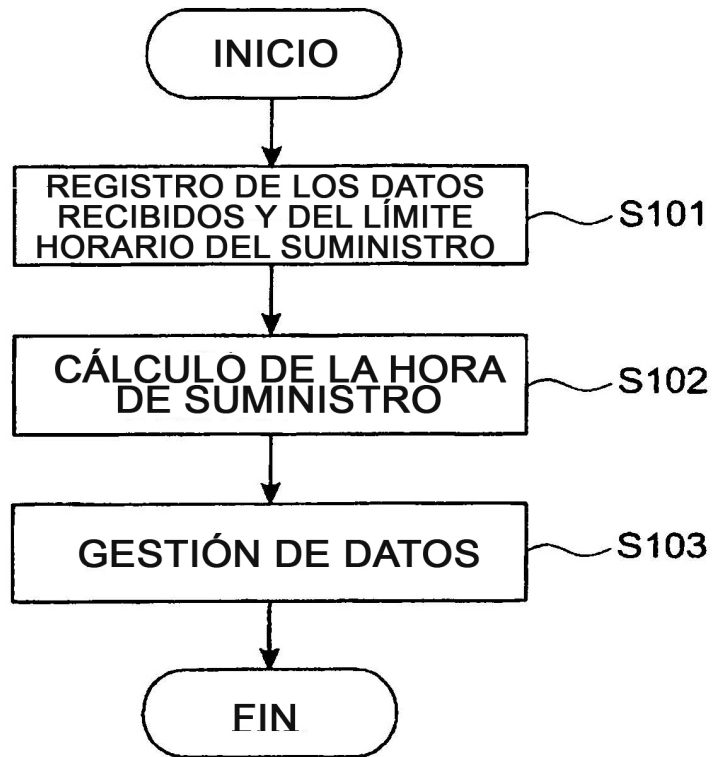 INICIO
REGISTRO DE LOS DATOS
RECIBIDOS Y DEL LÍMITE
HORARIO DEL SUMINISTRO
S101
CÁLCULO DE LA HORA
DE SUMINISTRO
S102
GESTIÓN DE DATOS
S103
FIN